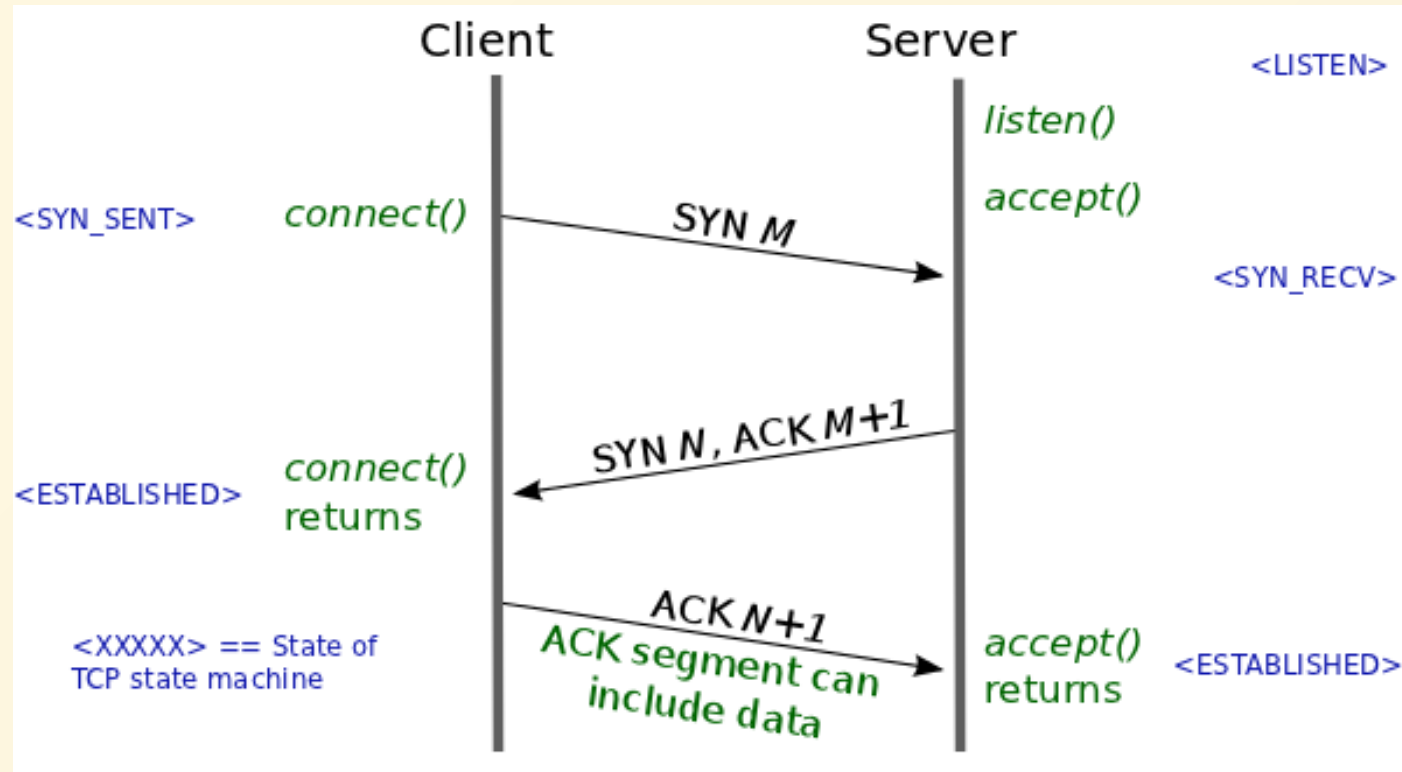 Client
Server
<LISTEN>
listen()
accept()
<SYN_SENT>
connect()
SYN M
<SYN_RECV>
SYN N, ACK M+1
connect()
returns
<ESTABLISHED>
ACK N+1
ACK segment can
include data
<XXXXX> == State of
TCP state machine
accept()
returns
<ESTABLISHED>